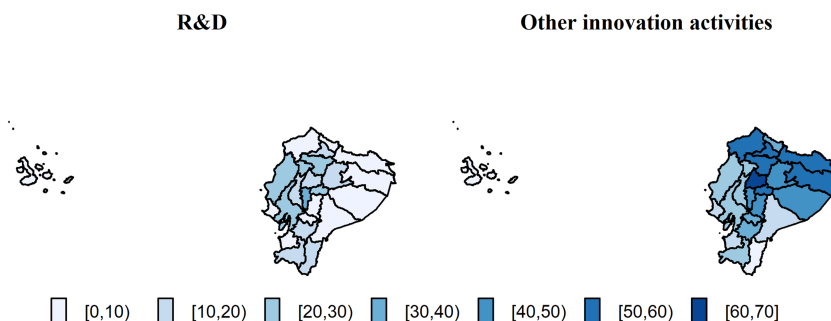 R&D Other innovation activities
[0,10) [10,20) [20,30) [30,40) [40,50) [50,60) [60,70]